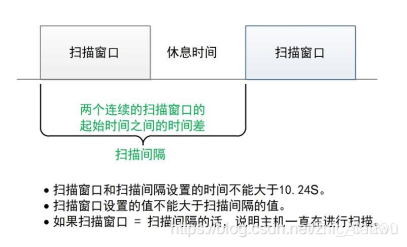 扫描窗口
休息时间
扫描窗口
两个连续的扫描窗口的
起始时间之间的时间差
扫描间隔
• 扫描窗口和扫描间隔设置的时间不能大于10.24S。
• 扫描窗口设置的值不能大于扫描间隔的值。
• 如果扫描窗口 = 扫描间隔的话，说明主机一直在进行扫描。